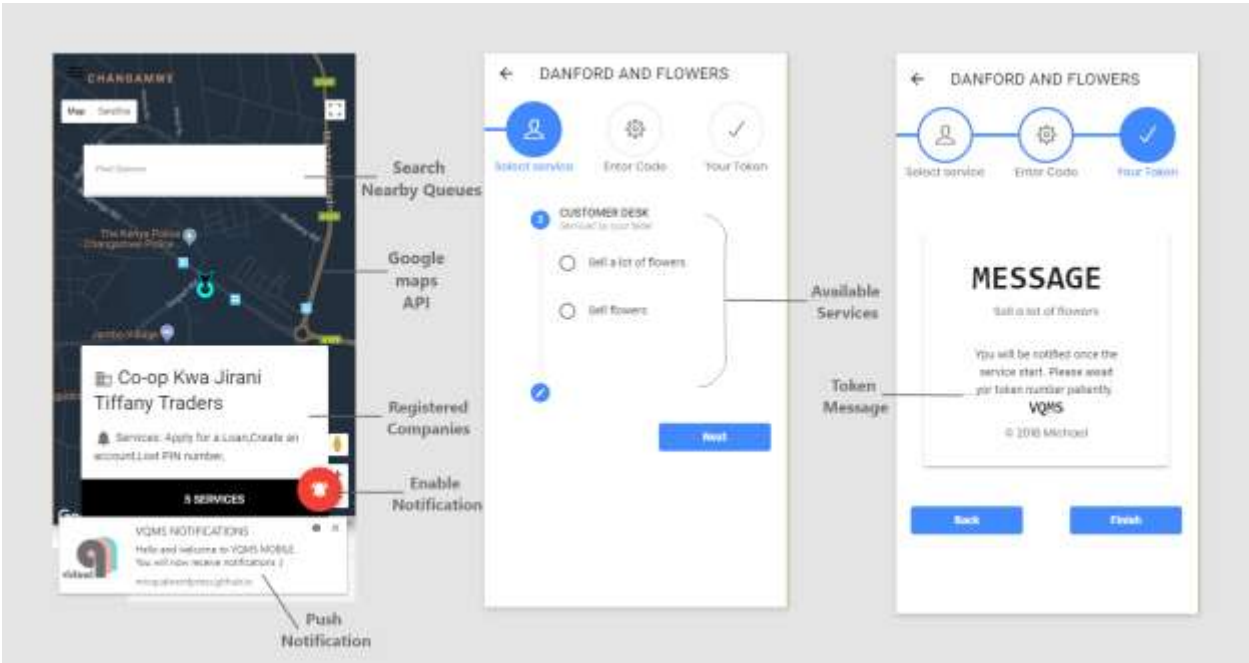 CHANGAMWE
Map Satellite
Search
Nearby Queues
The Kenya Police
Changamwe Police
Google
maps
API
Jombo Village
Co-op Kwa Jirani
Tiffany Traders
Services: Apply for a Loan,Create an
account,Lost PIN number,
5 SERVICES
Registered
Companies
Enable
Notification
VQMS NOTIFICATIONS
Hello and welcome to VQMS MOBILE.
You will now receive notifications :)
Push
Notification
DANFORD AND FLOWERS
Select service
Enter Code
Your Token
CUSTOMER DESK
Sell a lot of flowers
Sell flowers
Next
Available
Services
Token
Message
DANFORD AND FLOWERS
Select service
Enter Code
Your Token
MESSAGE
Sell a lot of flowers
Ypu will be notified once the
service start. Please await
yor token number patiently.
VQMS
© 2018 Michael
Back
Finish